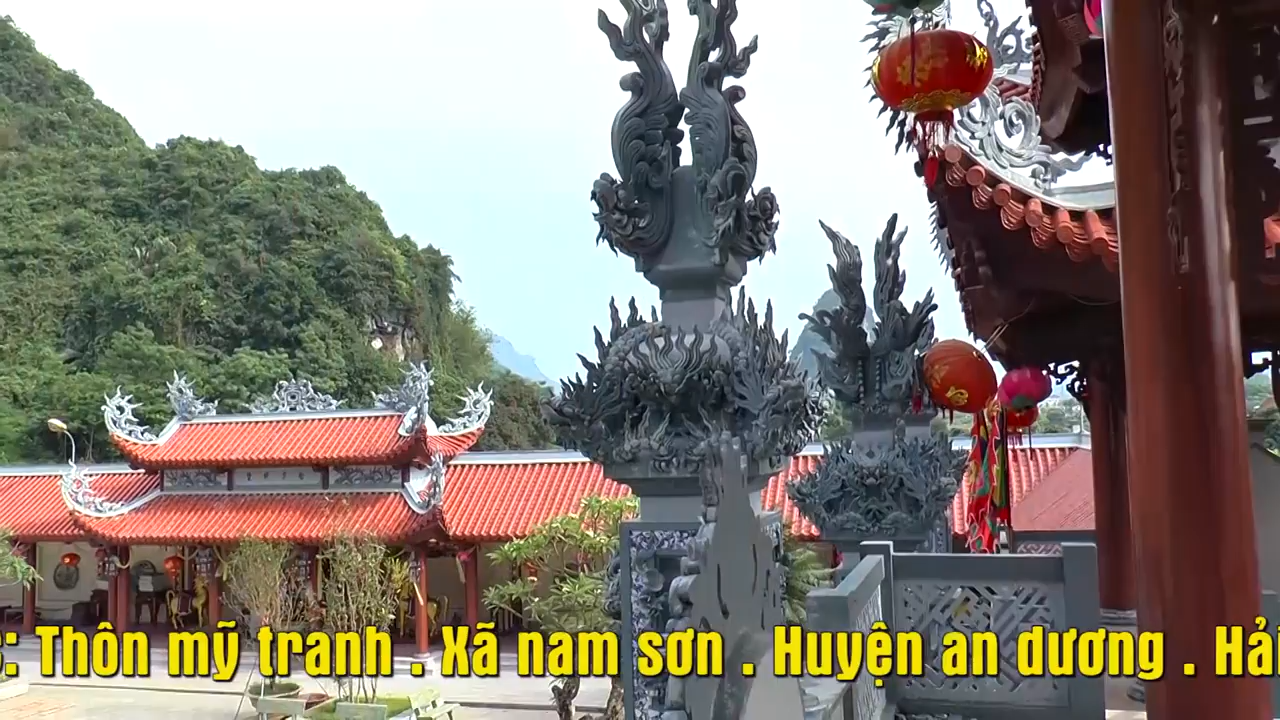 : Thôn mỹ tranh . Xã nam sơn . Huyện an dương . Hải